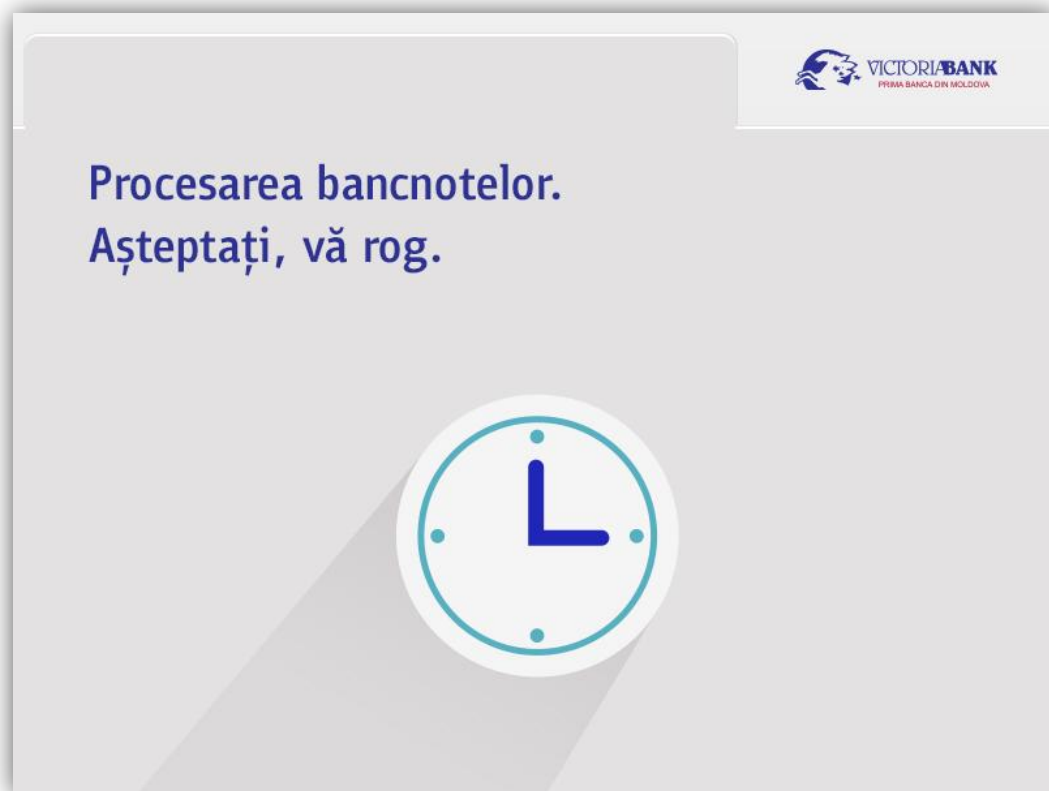 VICTORIABANK
PRIMA BANCA DIN MOLDOVA
Procesarea bancnotelor.
Așteptați, vă rog.